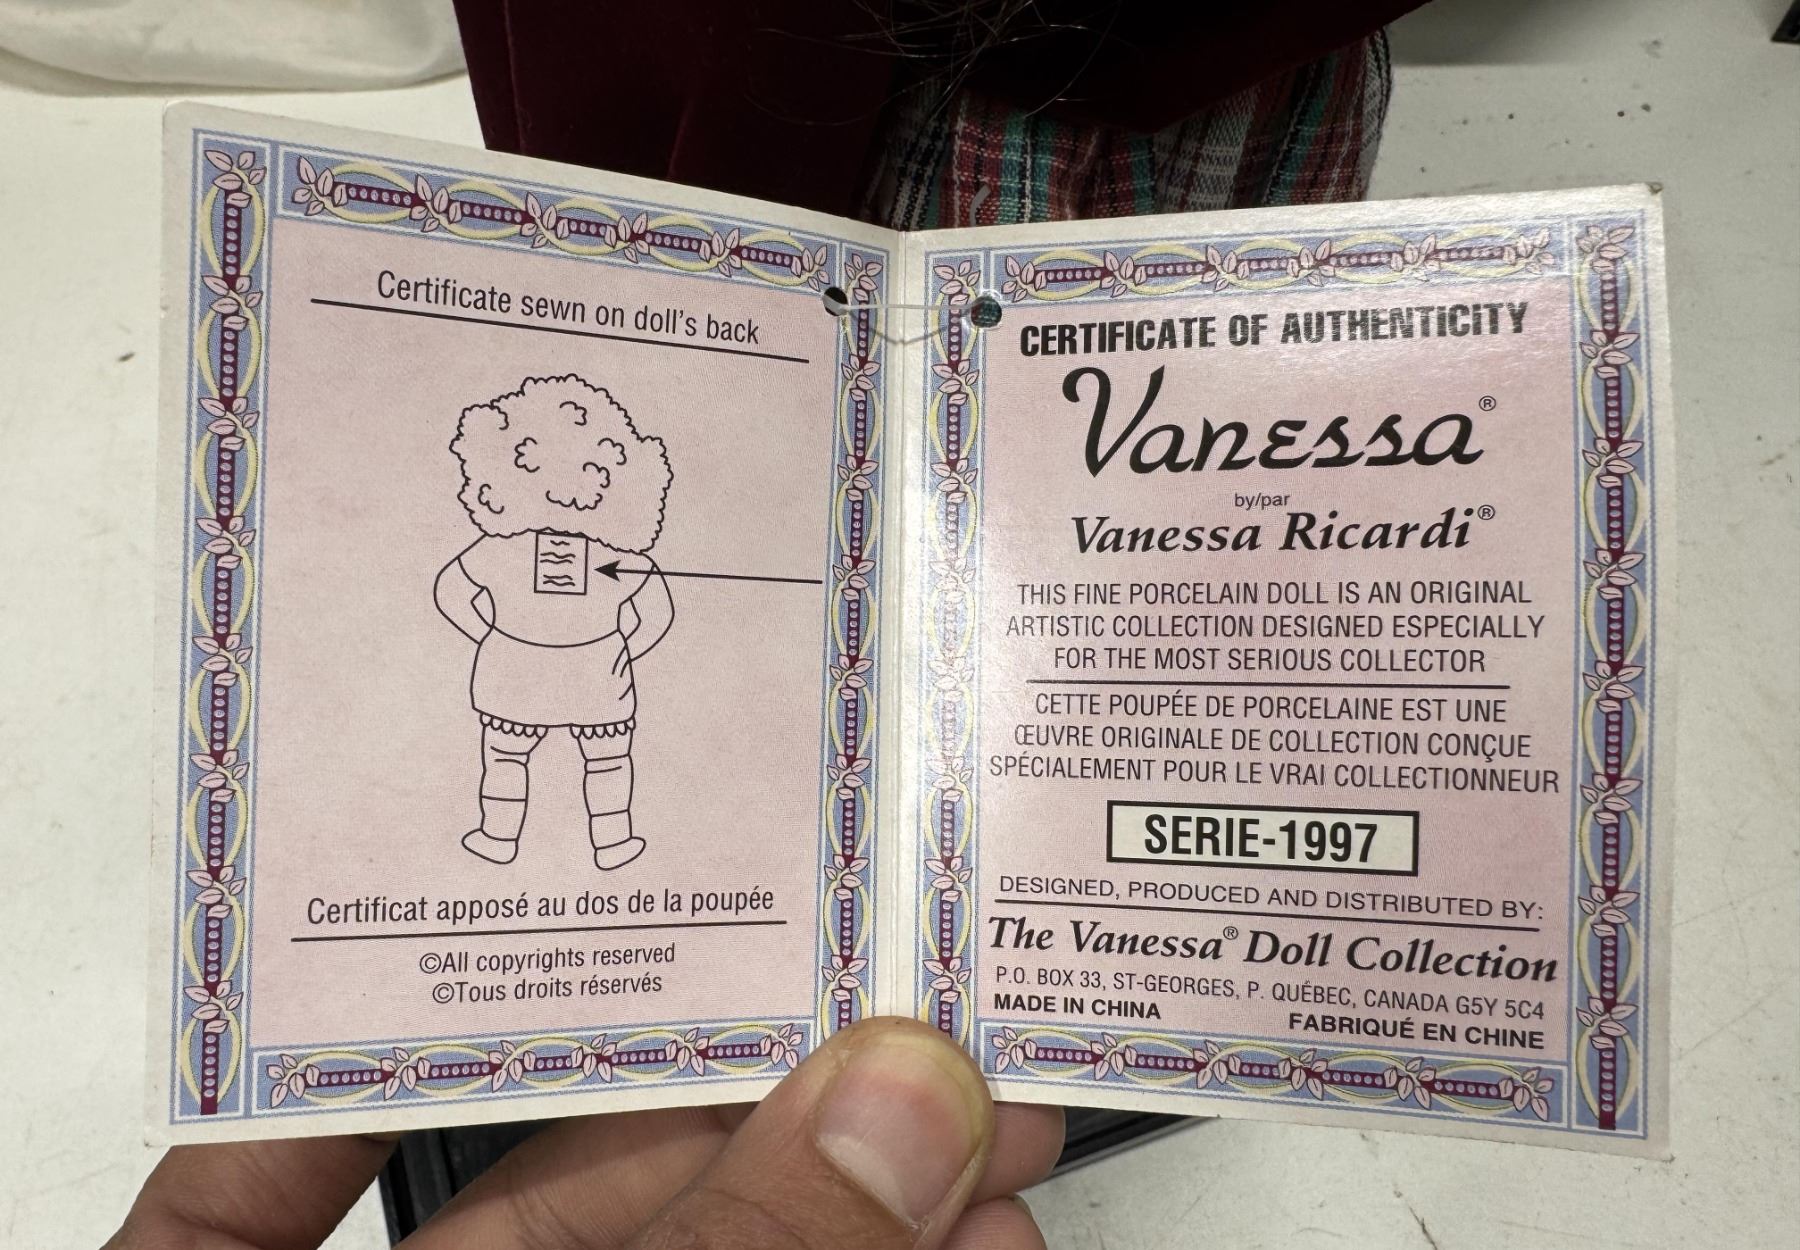 Certificate sewn on doll's back
Certificat apposé au dos de la poupée
©All copyrights reserved
©Tous droits réservés
CERTIFICATE OF AUTHENTICITY
Vanessa®
by/par
Vanessa Ricardi®
THIS FINE PORCELAIN DOLL IS AN ORIGINAL
ARTISTIC COLLECTION DESIGNED ESPECIALLY
FOR THE MOST SERIOUS COLLECTOR
CETTE POUPÉE DE PORCELAINE EST UNE
ŒUVRE ORIGINALE DE COLLECTION CONÇUE
SPÉCIALEMENT POUR LE VRAI COLLECTIONNEUR
SERIE-1997
DESIGNED, PRODUCED AND DISTRIBUTED BY:
The Vanessa® Doll Collection
P.O. BOX 33, ST-GEORGES, P. QUÉBEC, CANADA G5Y 5C4
MADE IN CHINA
FABRIQUÉ EN CHINE